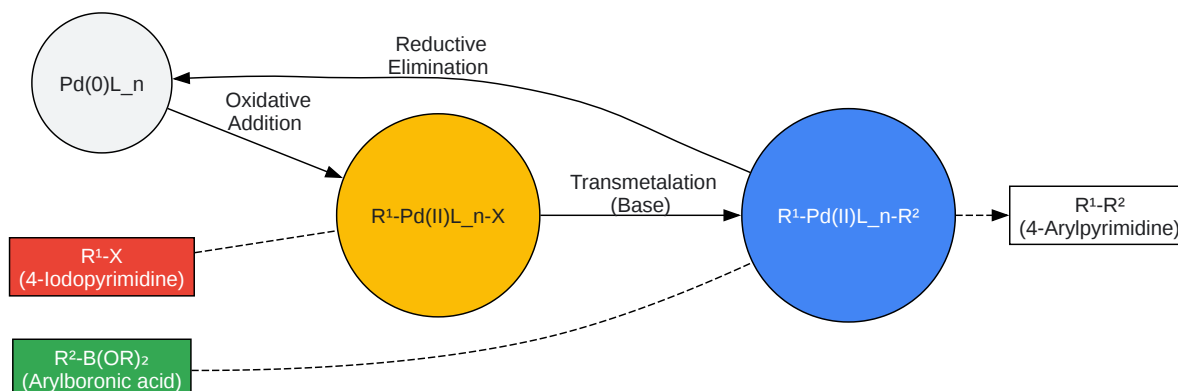 Reductive
Elimination
Pd(0)L_n
Oxidative
Addition
R¹-Pd(II)L_n-X
Transmetalation
(Base)
R¹-Pd(II)L_n-R²
R¹-R²
(4-Arylpyrimidine)
R¹-X
(4-Iodopyrimidine)
R²-B(OR)₂
(Arylboronic acid)